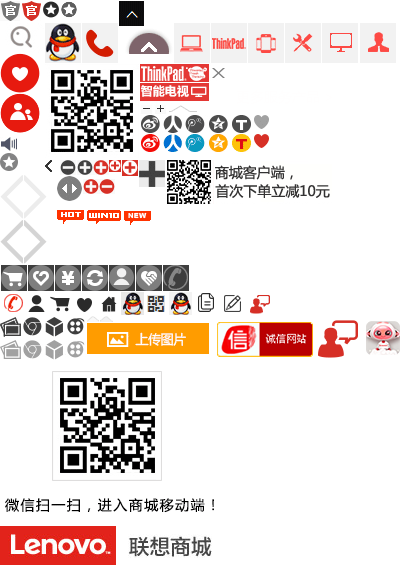 官 官
ThinkPad.
ThinkPad
智能电视
商城客户端，
首次下单立减10元
HOT WIN10 NEW
上传图片
信 诚信网站
微信扫一扫，进入商城移动端！
Lenovo™ 联想商城